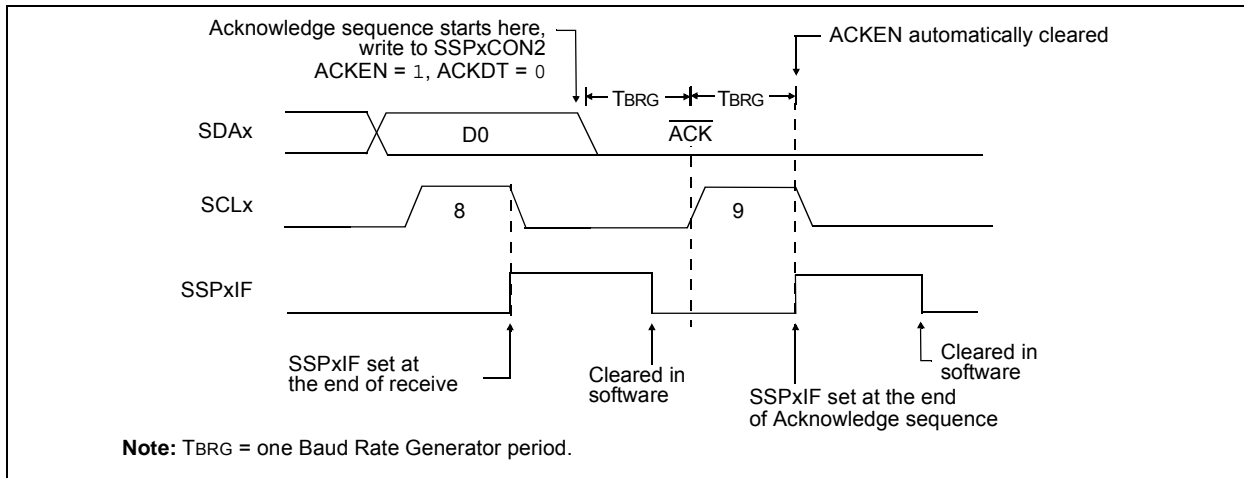 Acknowledge sequence starts here,
write to SSPxCON2
ACKEN = 1, ACKDT = 0
ACKEN automatically cleared
TBRG
TBRG
SDAx
D0
ACK
SCLx
8
9
SSPxIF
SSPxIF set at
the end of receive
Cleared in
software
SSPxIF set at the end
of Acknowledge sequence
Cleared in
software
Note: TBRG = one Baud Rate Generator period.